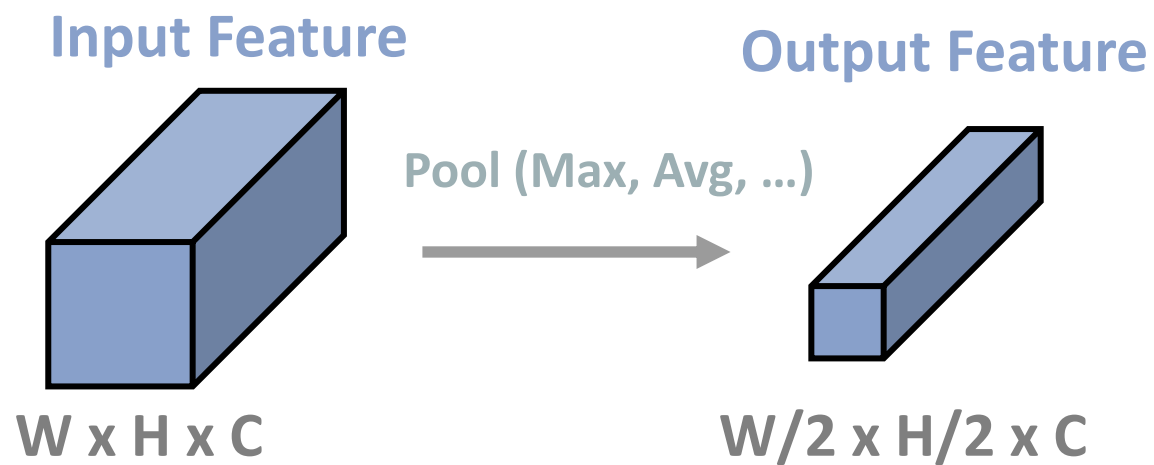 Input Feature
Output Feature
Pool (Max, Avg, ...)
W x H x C
W/2 x H/2 x C